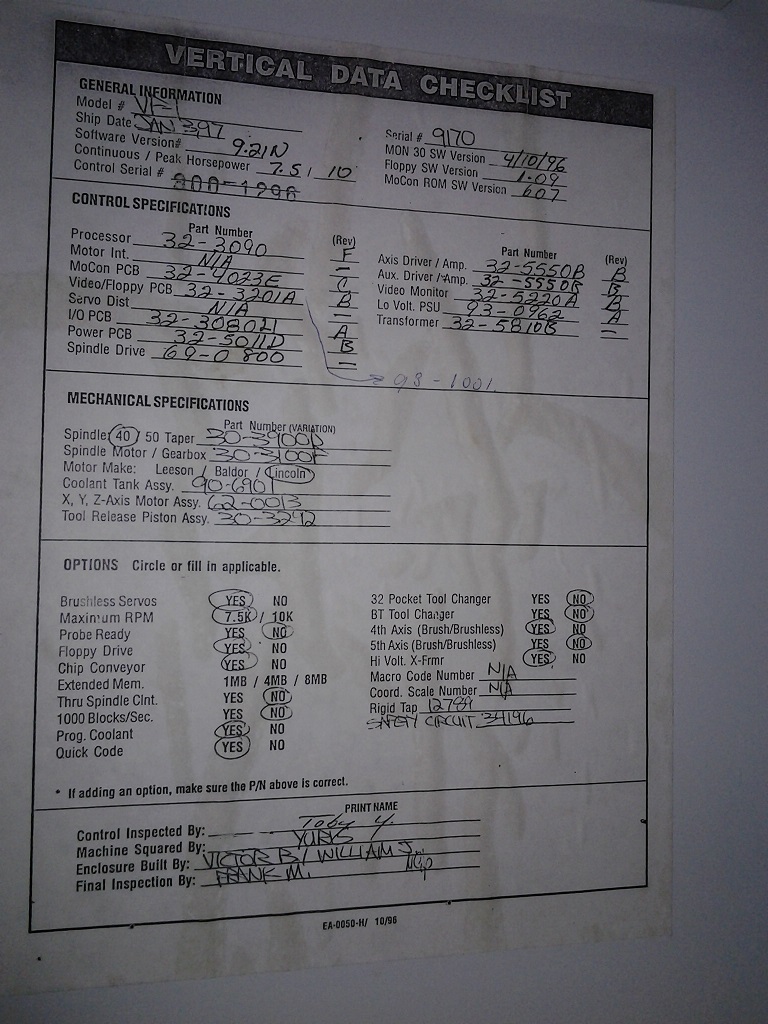 VERTICAL DATA CHECKLIST
GENERAL INFORMATION
Model # VF1
Ship Date JAN 397
Software Version# 9.21N
Continuous / Peak Horsepower 7.5 / 10
Control Serial #
Serial # 9170
MON 30 SW Version 4/10/96
Floppy SW Version 1.09
MoCon ROM SW Version 607
CONTROL SPECIFICATIONS
Part Number (Rev)
Processor 32-3090 F
Motor Int. N/A —
MoCon PCB 32-4023E C
Video/Floppy PCB 32-3201A B
Servo Dist N/A —
I/O PCB A
Power PCB 32-5011D B
Spindle Drive 69-0800 —
Part Number (Rev)
Axis Driver / Amp. 32-5550B B
Aux. Driver / Amp. 32-5550B B
Video Monitor 32-5220A
Lo Volt. PSU 93-0962 A
Transformer 32-5810B —
93-1001
MECHANICAL SPECIFICATIONS
Part Number (VARIATION)
Spindle: 40 / 50 Taper
Spindle Motor / Gearbox
Motor Make: Leeson / Baldor / Lincoln
Coolant Tank Assy. 90-6901
X, Y, Z-Axis Motor Assy. 62-0013
Tool Release Piston Assy. 30-3242
OPTIONS Circle or fill in applicable.
Brushless Servos YES NO
Maximum RPM 7.5K / 10K
Probe Ready YES NO
Floppy Drive YES NO
Chip Conveyor YES NO
Extended Mem. 1MB / 4MB / 8MB
Thru Spindle Clnt. YES NO
1000 Blocks/Sec. YES NO
Prog. Coolant YES NO
Quick Code YES NO
32 Pocket Tool Changer YES NO
BT Tool Changer YES NO
4th Axis (Brush/Brushless) YES NO
5th Axis (Brush/Brushless) YES NO
Hi Volt. X-Frmr YES NO
Macro Code Number N/A
Coord. Scale Number N/A
Rigid Tap 12789
SAFETY CIRCUIT 34196
* If adding an option, make sure the P/N above is correct.
PRINT NAME
Control Inspected By: Toby Y.
Machine Squared By:
Enclosure Built By: VICTOR B / WILLIAM J.
Final Inspection By: FRANK M.
EA-0050-H/ 10/96